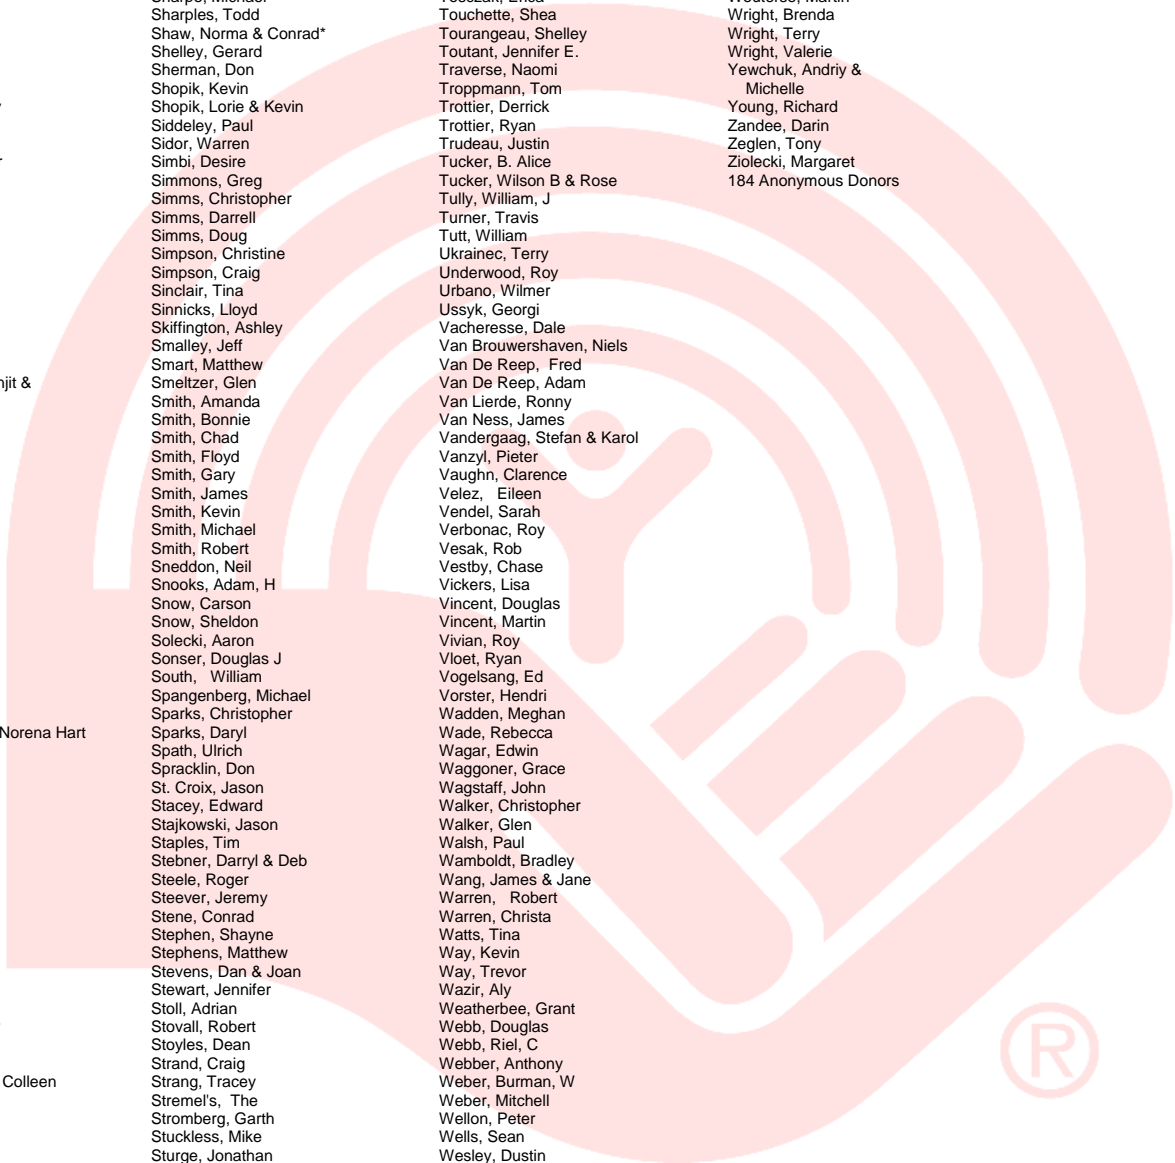 y
r
njit &
Norena Hart
Colleen
Sharpe, Michael
Sharples, Todd
Shaw, Norma & Conrad*
Shelley, Gerard
Sherman, Don
Shopik, Kevin
Shopik, Lorie & Kevin
Siddeley, Paul
Sidor, Warren
Simbi, Desire
Simmons, Greg
Simms, Christopher
Simms, Darrell
Simms, Doug
Simpson, Christine
Simpson, Craig
Sinclair, Tina
Sinnicks, Lloyd
Skiffington, Ashley
Smalley, Jeff
Smart, Matthew
Smeltzer, Glen
Smith, Amanda
Smith, Bonnie
Smith, Chad
Smith, Floyd
Smith, Gary
Smith, James
Smith, Kevin
Smith, Michael
Smith, Robert
Sneddon, Neil
Snooks, Adam, H
Snow, Carson
Snow, Sheldon
Solecki, Aaron
Sonser, Douglas J
South,   William
Spangenberg, Michael
Sparks, Christopher
Sparks, Daryl
Spath, Ulrich
Spracklin, Don
St. Croix, Jason
Stacey, Edward
Stajkowski, Jason
Staples, Tim
Stebner, Darryl & Deb
Steele, Roger
Steever, Jeremy
Stene, Conrad
Stephen, Shayne
Stephens, Matthew
Stevens, Dan & Joan
Stewart, Jennifer
Stoll, Adrian
Stovall, Robert
Stoyles, Dean
Strand, Craig
Strang, Tracey
Stremel's,  The
Stromberg, Garth
Stuckless, Mike
Sturge, Jonathan
Touchette, Shea
Tourangeau, Shelley
Toutant, Jennifer E.
Traverse, Naomi
Troppmann, Tom
Trottier, Derrick
Trottier, Ryan
Trudeau, Justin
Tucker, B. Alice
Tucker, Wilson B & Rose
Tully, William, J
Turner, Travis
Tutt, William
Ukrainec, Terry
Underwood, Roy
Urbano, Wilmer
Ussyk, Georgi
Vacheresse, Dale
Van Brouwershaven, Niels
Van De Reep,  Fred
Van De Reep, Adam
Van Lierde, Ronny
Van Ness, James
Vandergaag, Stefan & Karol
Vanzyl, Pieter
Vaughn, Clarence
Velez,   Eileen
Vendel, Sarah
Verbonac, Roy
Vesak, Rob
Vestby, Chase
Vickers, Lisa
Vincent, Douglas
Vincent, Martin
Vivian, Roy
Vloet, Ryan
Vogelsang, Ed
Vorster, Hendri
Wadden, Meghan
Wade, Rebecca
Wagar, Edwin
Waggoner, Grace
Wagstaff, John
Walker, Christopher
Walker, Glen
Walsh, Paul
Wamboldt, Bradley
Wang, James & Jane
Warren,   Robert
Warren, Christa
Watts, Tina
Way, Kevin
Way, Trevor
Wazir, Aly
Weatherbee, Grant
Webb, Douglas
Webb, Riel, C
Webber, Anthony
Weber, Burman, W
Weber, Mitchell
Wellon, Peter
Wells, Sean
Wesley, Dustin
Wright, Brenda
Wright, Terry
Wright, Valerie
Yewchuk, Andriy &
Michelle
Young, Richard
Zandee, Darin
Zeglen, Tony
Ziolecki, Margaret
184 Anonymous Donors
®